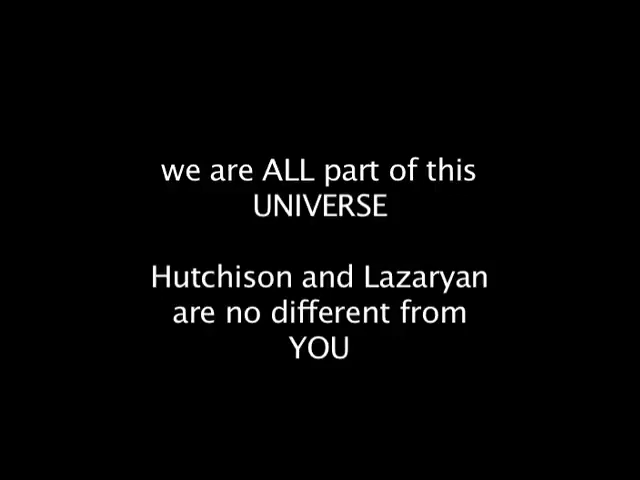 we are ALL part of this
UNIVERSE
Hutchison and Lazaryan
are no different from
YOU